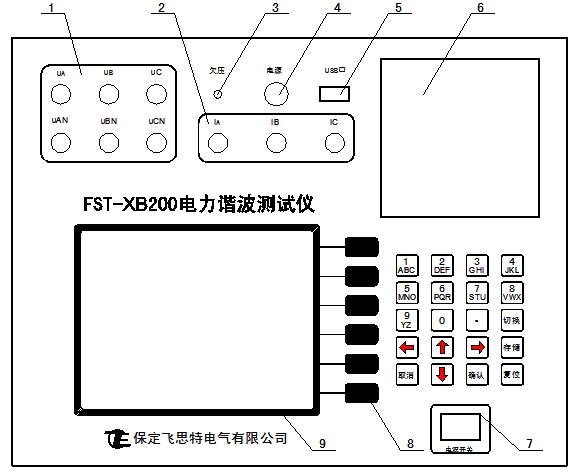 1 2 3 4 5 6
欠压 电源 USB口
UA UB UC
UAN UBN UCN
IA IB IC
FST-XB200电力谐波测试仪
1 ABC 2 DEF 3 GHI 4 JKL
5 MNO 6 PQR 7 STU 8 VWX
9 YZ 0 - 切换
存储
取消 确认 复位
电源开关
保定飞思特电气有限公司
9 8 7